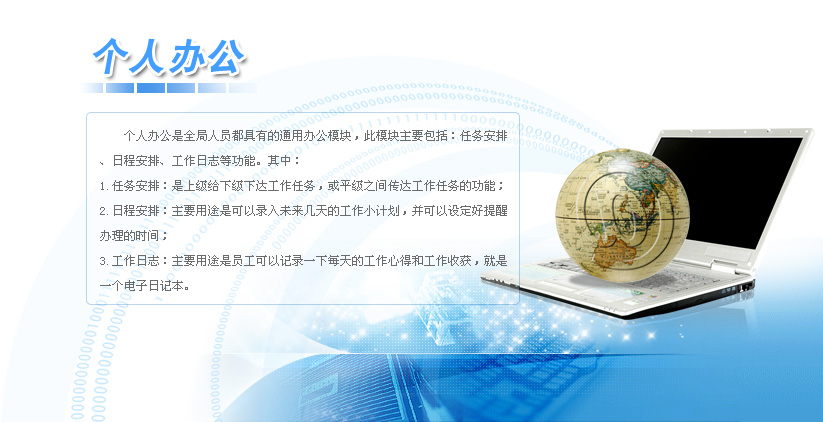 个人办公
个人办公是全局人员都具有的通用办公模块，此模块主要包括：任务安排
、日程安排、工作日志等功能。其中：
1. 任务安排：是上级给下级下达工作任务，或平级之间传达工作任务的功能；
2. 日程安排：主要用途是可以录入未来几天的工作小计划，并可以设定好提醒
办理的时间；
3. 工作日志：主要用途是员工可以记录一下每天的工作心得和工作收获，就是
一个电子日记本。